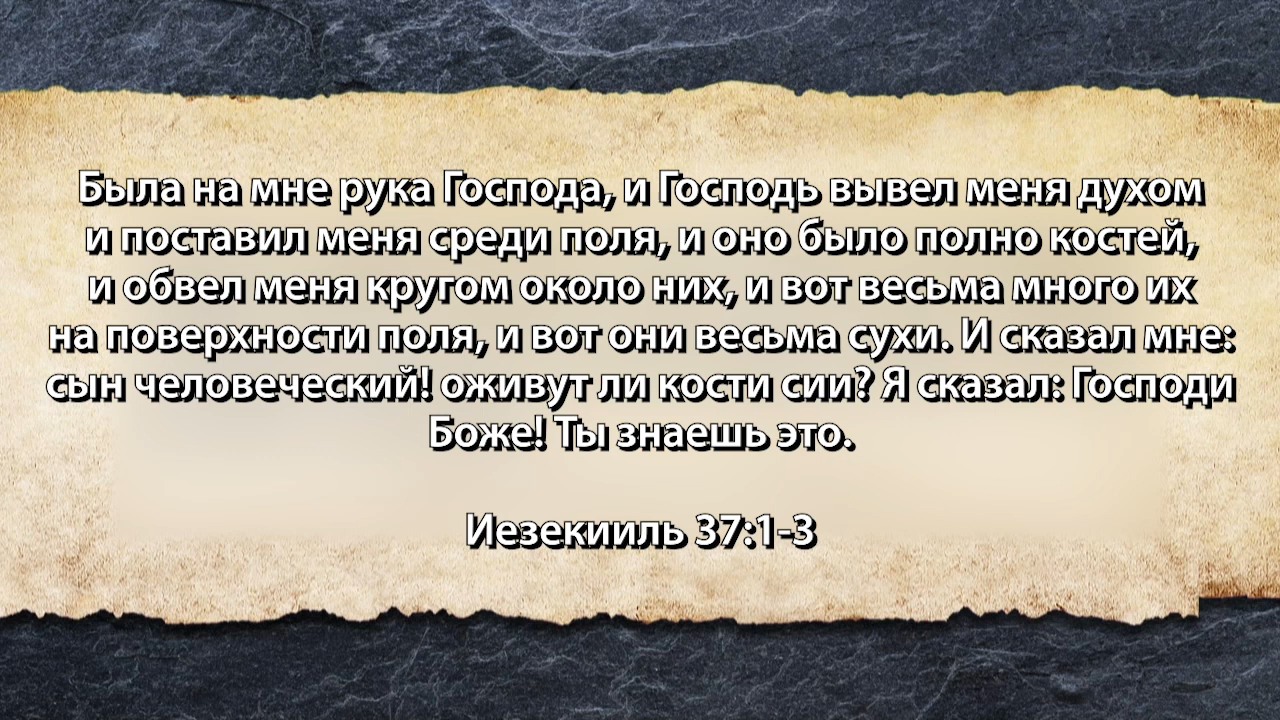 Была на мне рука Господа, и Господь вывел меня духом
и поставил меня среди поля, и оно было полно костей,
и обвел меня кругом около них, и вот весьма много их
на поверхности поля, и вот они весьма сухи. И сказал мне:
сын человеческий! оживут ли кости сии? Я сказал: Господи
Боже! Ты знаешь это.
Иезекииль 37:1-3